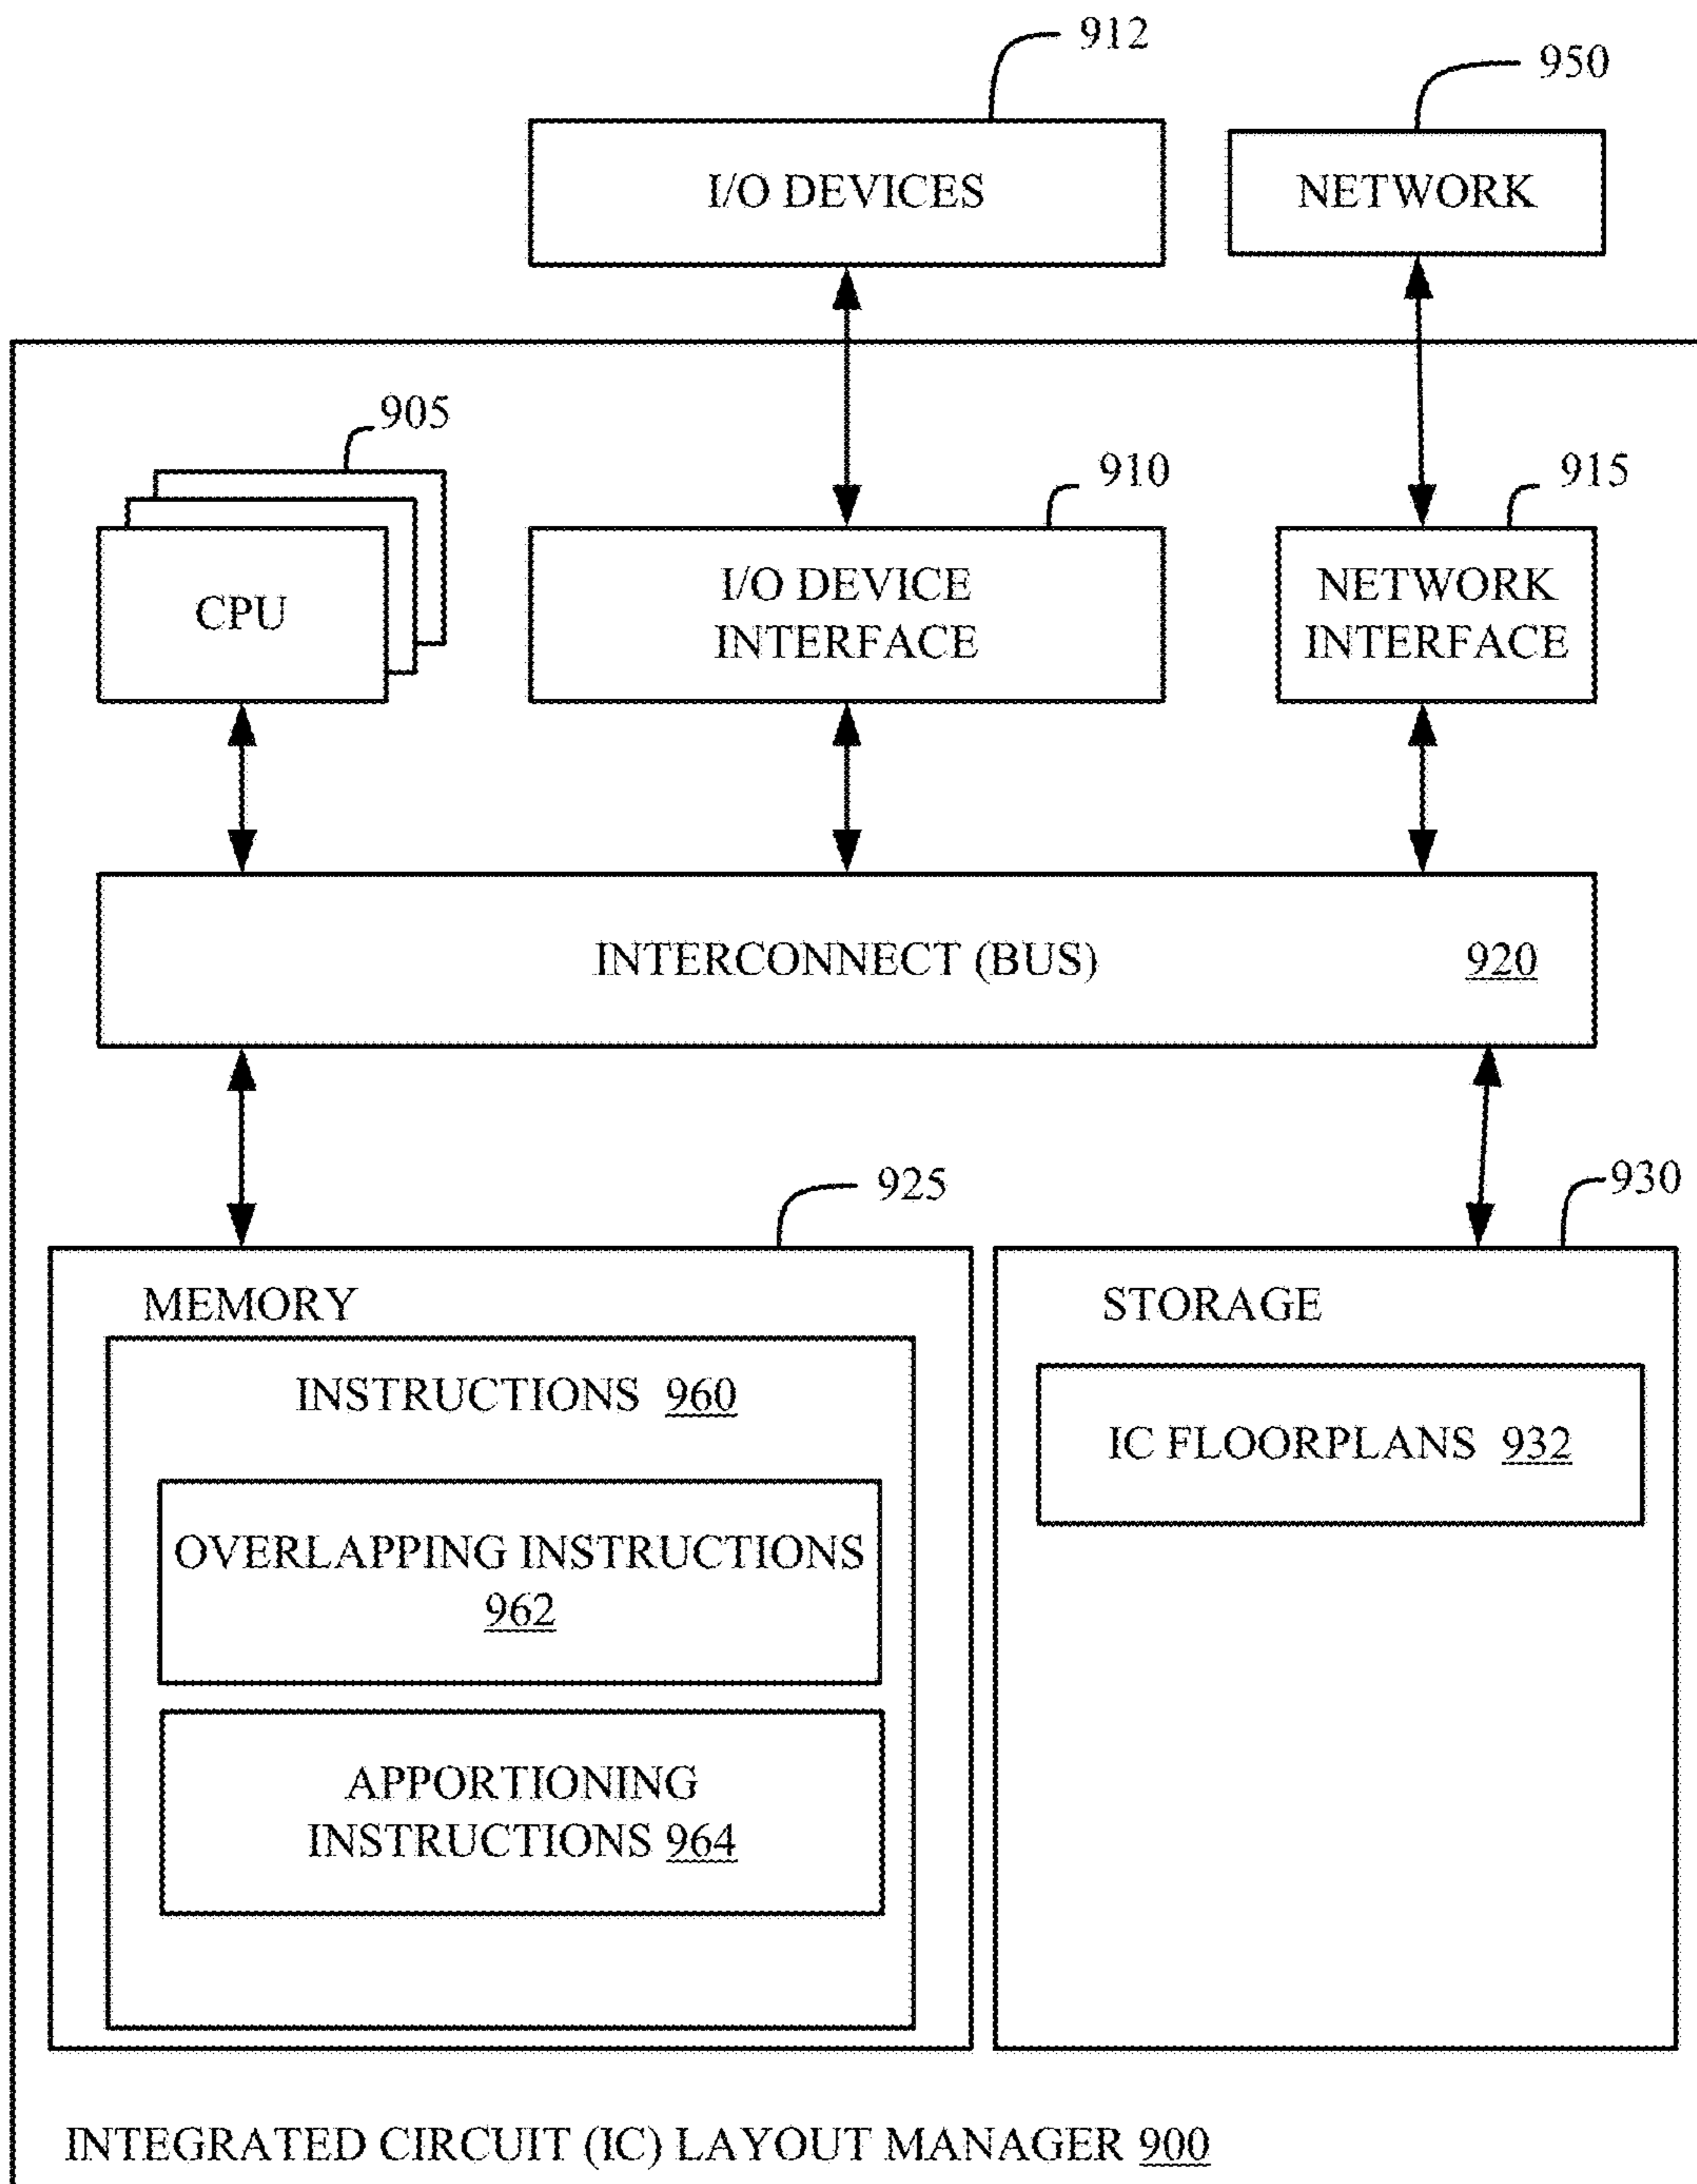 912
950
I/O DEVICES
NETWORK
905
910
915
CPU
I/O DEVICE
INTERFACE
NETWORK
INTERFACE
INTERCONNECT (BUS) 920
925
930
MEMORY
INSTRUCTIONS 960
OVERLAPPING INSTRUCTIONS
962
APPORTIONING
INSTRUCTIONS 964
STORAGE
IC FLOORPLANS 932
INTEGRATED CIRCUIT (IC) LAYOUT MANAGER 900